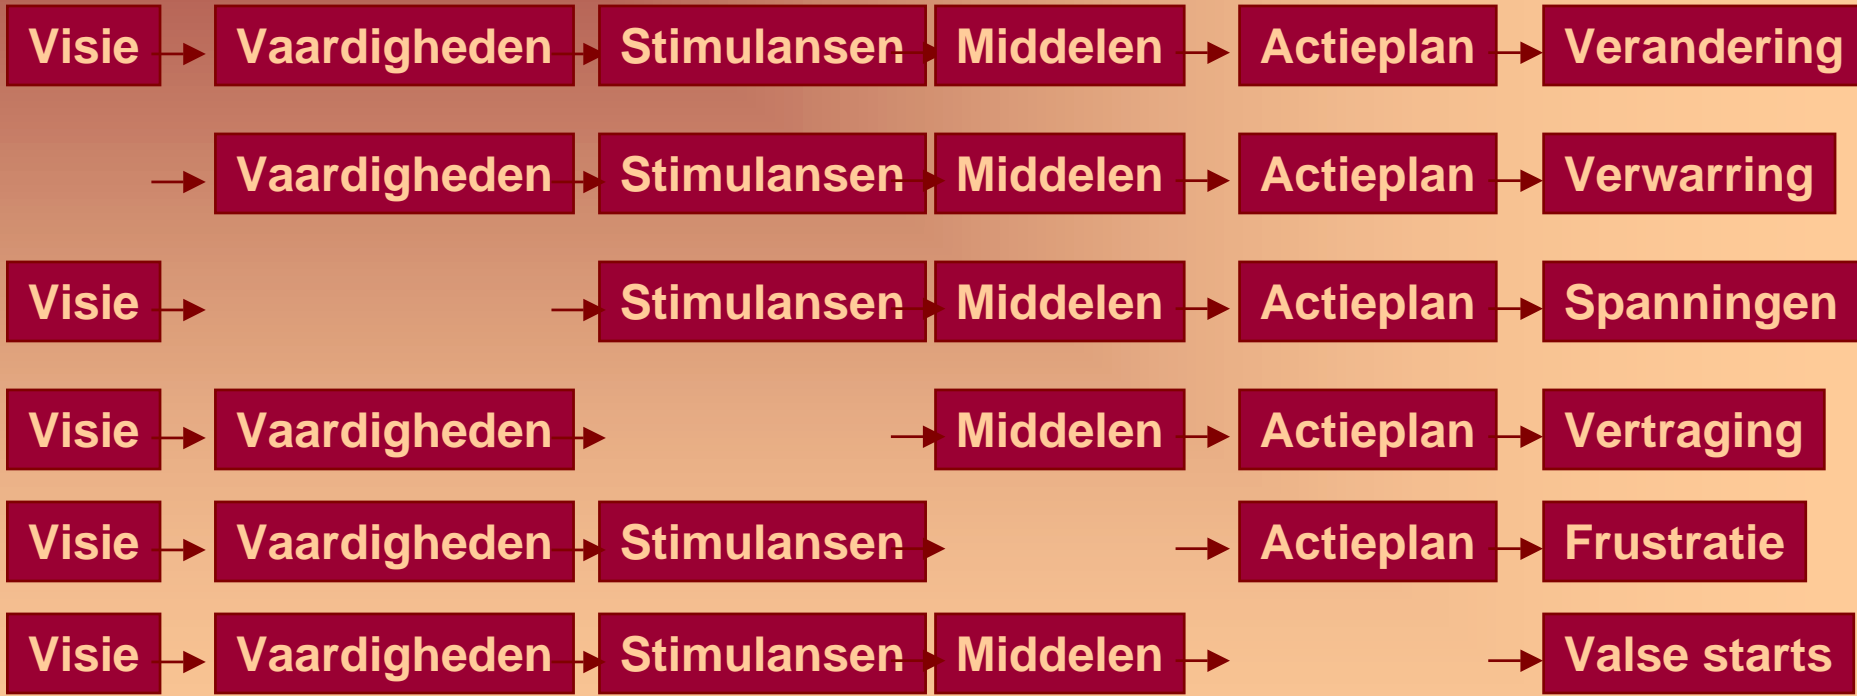 Visie Vaardigheden Stimulansen Middelen Actieplan Verandering
Vaardigheden Stimulansen Middelen Actieplan Verwarring
Visie Stimulansen Middelen Actieplan Spanningen
Visie Vaardigheden Middelen Actieplan Vertraging
Visie Vaardigheden Stimulansen Actieplan Frustratie
Visie Vaardigheden Stimulansen Middelen Valse starts